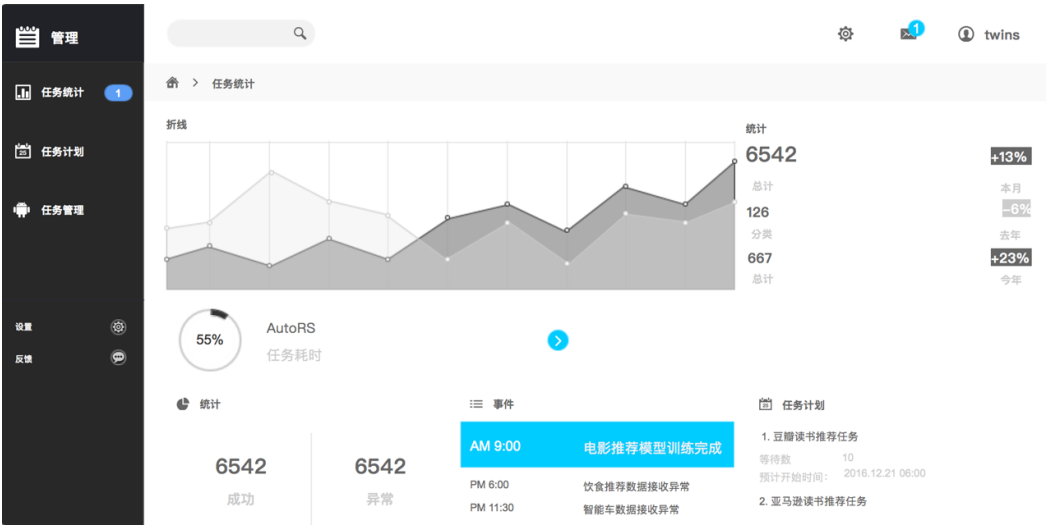 管理
1
twins
任务统计
1
任务计划
25
任务管理
设置
反馈
任务统计
折线
统计
6542
+13%
总计
本月
126
–6%
分类
去年
667
+23%
总计
今年
55%
AutoRS
任务耗时
统计
6542
成功
6542
异常
事件
AM 9:00
电影推荐模型训练完成
PM 6:00
饮食推荐数据接收异常
PM 11:30
智能车数据接收异常
25
任务计划
1. 豆瓣读书推荐任务
等待数
10
预计开始时间:
2016.12.21 06:00
2. 亚马逊读书推荐任务